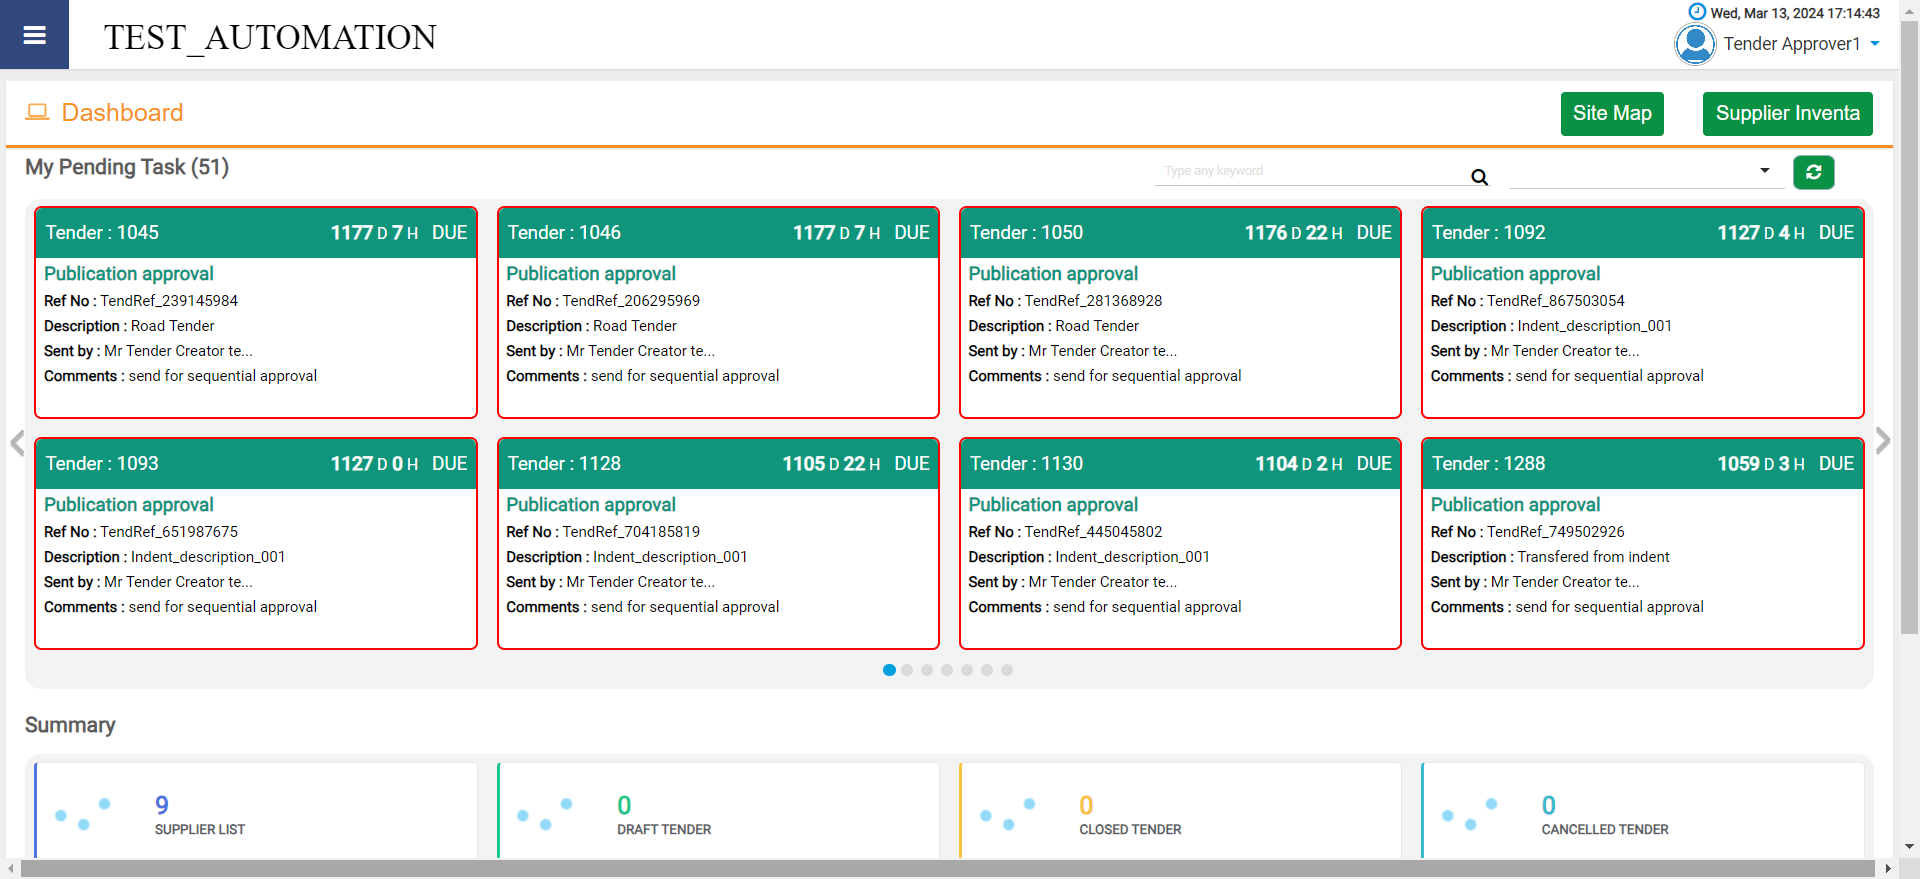 TEST_AUTOMATION
Wed, Mar 13, 2024 17:14:43
Tender Approver1
Dashboard
Site Map
Supplier Inventa
My Pending Task (51)
Type any keyword
Tender : 1045 1177 D 7 H DUE
Publication approval
Ref No : TendRef_239145984
Description : Road Tender
Sent by : Mr Tender Creator te...
Comments : send for sequential approval
Tender : 1046 1177 D 7 H DUE
Publication approval
Ref No : TendRef_206295969
Description : Road Tender
Sent by : Mr Tender Creator te...
Comments : send for sequential approval
Tender : 1050 1176 D 22 H DUE
Publication approval
Ref No : TendRef_281368928
Description : Road Tender
Sent by : Mr Tender Creator te...
Comments : send for sequential approval
Tender : 1092 1127 D 4 H DUE
Publication approval
Ref No : TendRef_867503054
Description : Indent_description_001
Sent by : Mr Tender Creator te...
Comments : send for sequential approval
Tender : 1093 1127 D 0 H DUE
Publication approval
Ref No : TendRef_651987675
Description : Indent_description_001
Sent by : Mr Tender Creator te...
Comments : send for sequential approval
Tender : 1128 1105 D 22 H DUE
Publication approval
Ref No : TendRef_704185819
Description : Indent_description_001
Sent by : Mr Tender Creator te...
Comments : send for sequential approval
Tender : 1130 1104 D 2 H DUE
Publication approval
Ref No : TendRef_445045802
Description : Indent_description_001
Sent by : Mr Tender Creator te...
Comments : send for sequential approval
Tender : 1288 1059 D 3 H DUE
Publication approval
Ref No : TendRef_749502926
Description : Transfered from indent
Sent by : Mr Tender Creator te...
Comments : send for sequential approval
Summary
9
SUPPLIER LIST
0
DRAFT TENDER
0
CLOSED TENDER
0
CANCELLED TENDER